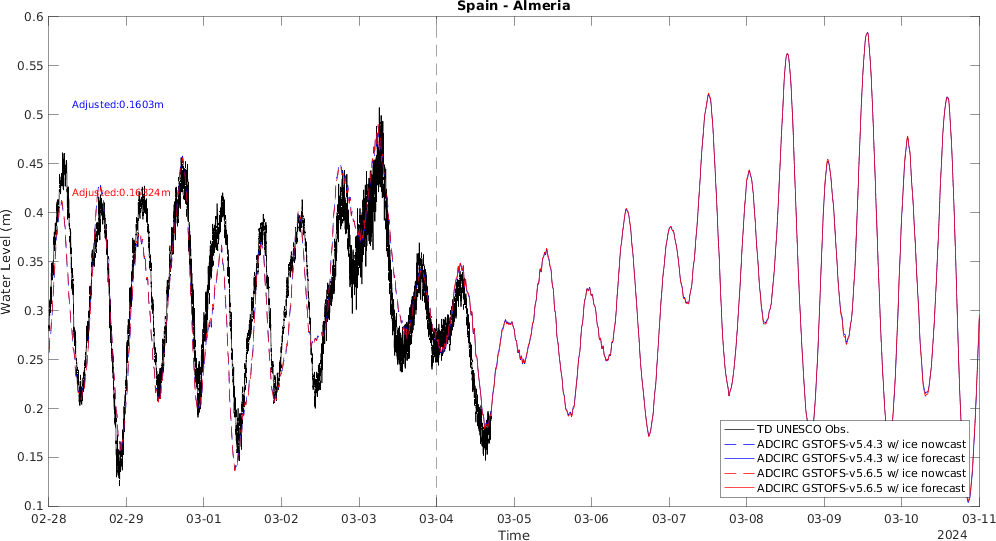 Spain - Almeria
0.6
0.55
0.5
0.45
0.4
0.35
0.3
0.25
0.2
0.15
0.1
Water Level (m)
Adjusted:0.1603m
Adjusted:0.16324m
TD UNESCO Obs.
ADCIRC GSTOFS-v5.4.3 w/ ice nowcast
ADCIRC GSTOFS-v5.4.3 w/ ice forecast
ADCIRC GSTOFS-v5.6.5 w/ ice nowcast
ADCIRC GSTOFS-v5.6.5 w/ ice forecast
02-28 02-29 03-01 03-02 03-03 03-04 03-05 03-06 03-07 03-08 03-09 03-10 03-11
Time
2024